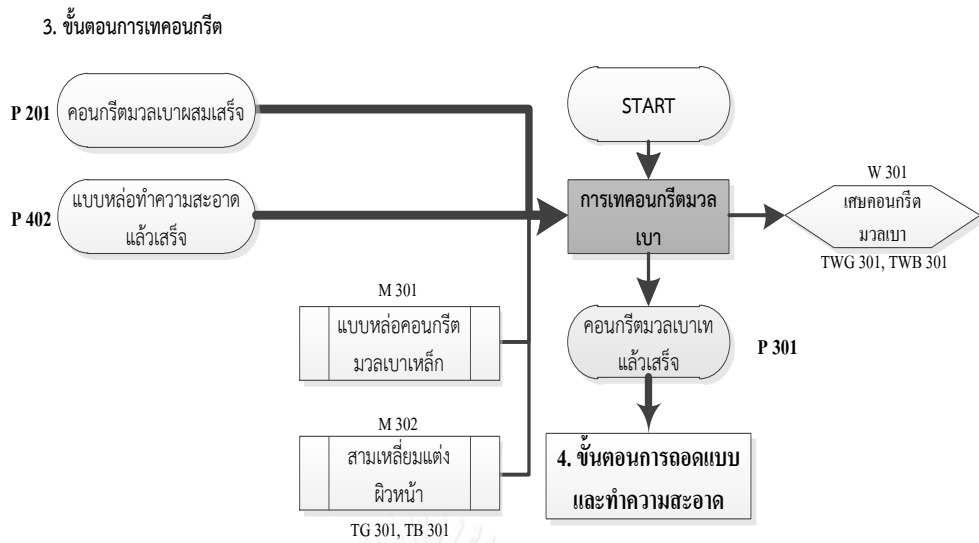 3. ขั้นตอนการเทคอนกรีต
P 201
คอนกรีตมวลเบาผสมเสร็จ
START
P 402
แบบหล่อทำความสะอาด
แล้วเสร็จ
การเทคอนกรีตมวล
เบา
W 301
เศษคอนกรีต
มวลเบา
TWG 301, TWB 301
M 301
แบบหล่อคอนกรีต
มวลเบาเหล็ก
คอนกรีตมวลเบาเท
แล้วเสร็จ
P 301
M 302
สามเหลี่ยมแต่ง
ผิวหน้า
TG 301, TB 301
4. ขั้นตอนการถอดแบบ
และทำความสะอาด